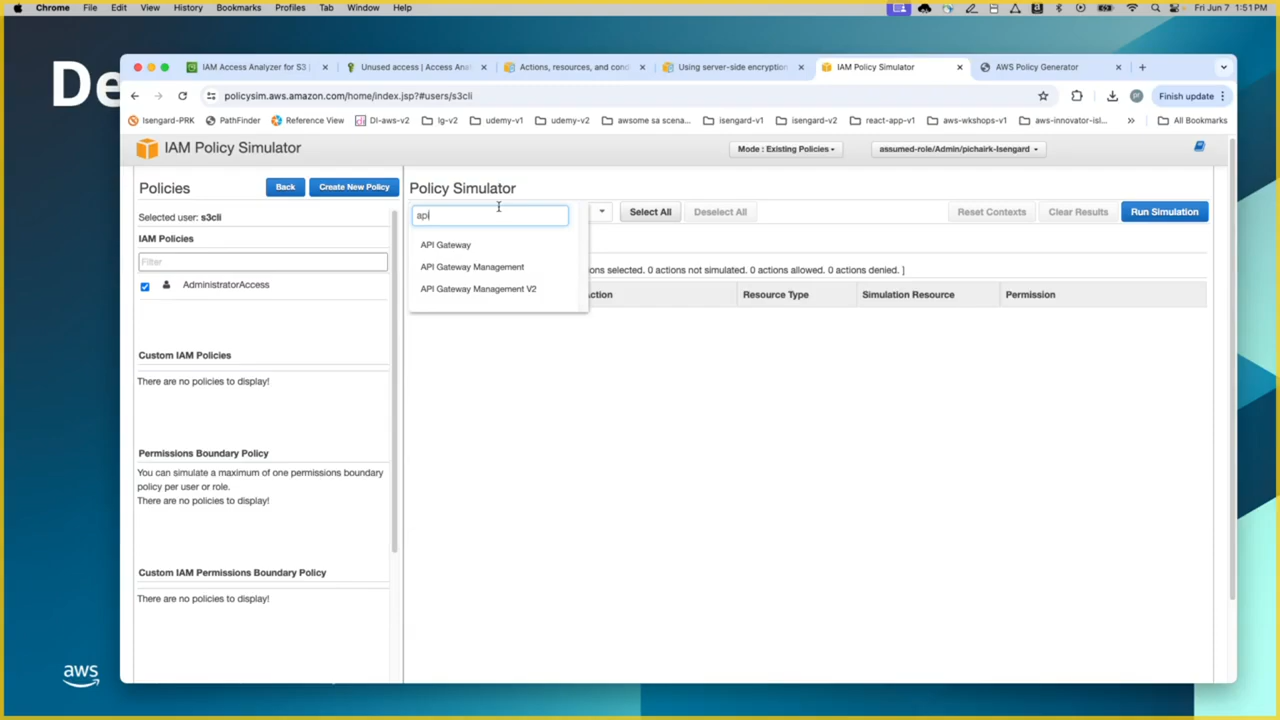 Chrome File Edit View History Bookmarks Profiles Tab Window Help Fri Jun 7 1:51 PM
De
IAM Access Analyzer for S3 Unused access | Access Ana Actions, resources, and cond Using server-side encryption IAM Policy Simulator AWS Policy Generator
policysim.aws.amazon.com/home/index.jsp?#users/s3cli Finish update
Isengard-PRK PathFinder Reference View DI-aws-v2 lg-v2 udemy-v1 udemy-v2 awsome sa scena... isengard-v1 isengard-v2 react-app-v1 aws-wkshops-v1 aws-innovator-isl... » All Bookmarks
IAM Policy Simulator Mode : Existing Policies assumed-role/Admin/pichairk-Isengard
Policies Back Create New Policy
Selected user: s3cli
IAM Policies
Filter
AdministratorAccess
Custom IAM Policies
There are no policies to display!
Permissions Boundary Policy
You can simulate a maximum of one permissions boundary
policy per user or role.
There are no policies to display!
Custom IAM Permissions Boundary Policy
There are no policies to display!
Policy Simulator
api Select All Deselect All Reset Contexts Clear Results Run Simulation
API Gateway
API Gateway Management
API Gateway Management V2
ons selected. 0 actions not simulated. 0 actions allowed. 0 actions denied. ]
ction Resource Type Simulation Resource Permission
aws